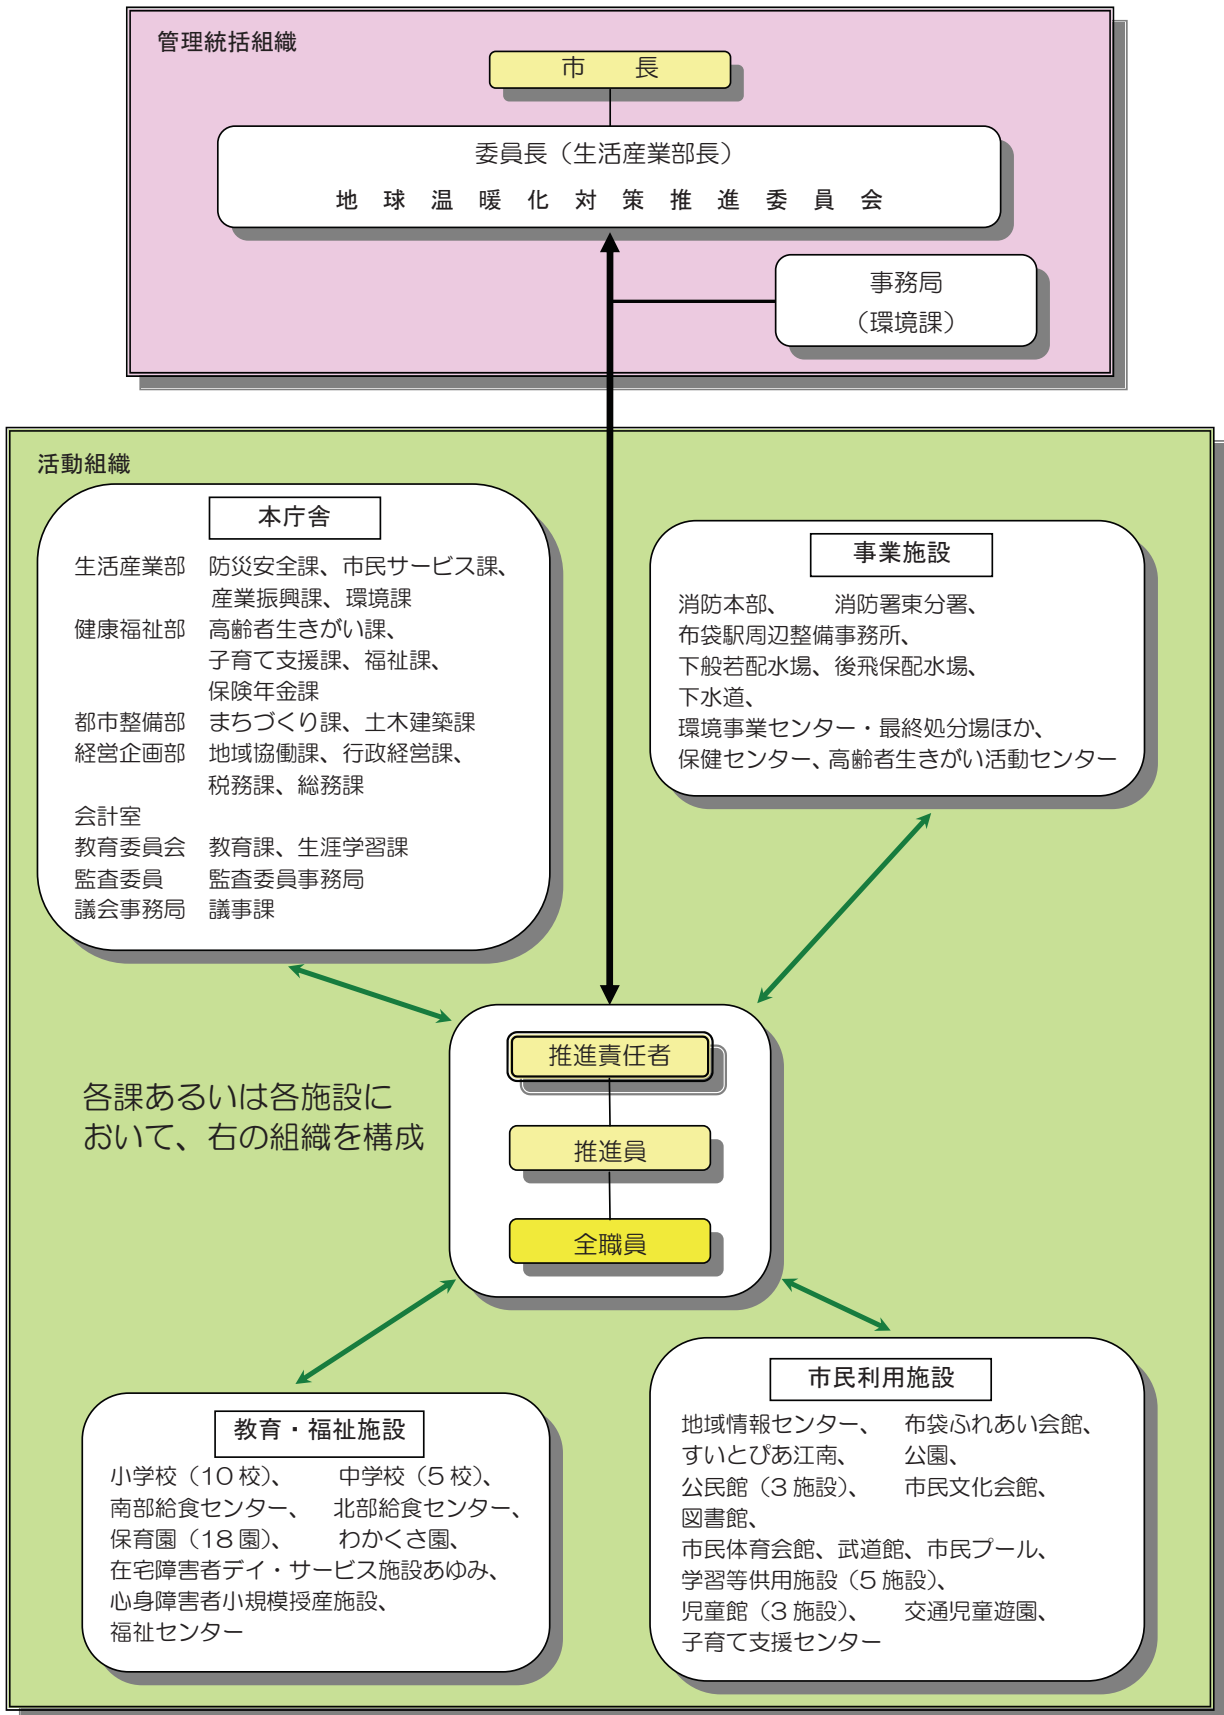 管理統括組織
市　　長
委員長（生活産業部長）
地　球　温　暖　化　対　策　推　進　委　員　会
事務局
（環境課）
活動組織
本庁舎
生活産業部　防災安全課、市民サービス課、
産業振興課、環境課
健康福祉部　高齢者生きがい課、
子育て支援課、福祉課、
保険年金課
都市整備部　まちづくり課、土木建築課
経営企画部　地域協働課、行政経営課、
税務課、総務課
会計室
教育委員会　教育課、生涯学習課
監査委員　　監査委員事務局
議会事務局　議事課
事業施設
消防本部、　　消防署東分署、
布袋駅周辺整備事務所、
下般若配水場、後飛保配水場、
下水道、
環境事業センター・最終処分場ほか、
保健センター、高齢者生きがい活動センター
推進責任者
推進員
全職員
各課あるいは各施設に
おいて、右の組織を構成
教育・福祉施設
小学校（10 校）、　　中学校（5 校）、
南部給食センター、　北部給食センター、
保育園（18 園）、　　わかくさ園、
在宅障害者デイ・サービス施設あゆみ、
心身障害者小規模授産施設、
福祉センター
市民利用施設
地域情報センター、　布袋ふれあい会館、
すいとぴあ江南、　　公園、
公民館（3 施設）、　　市民文化会館、
図書館、
市民体育会館、武道館、市民プール、
学習等供用施設（5 施設）、
児童館（3 施設）、　　交通児童遊園、
子育て支援センター